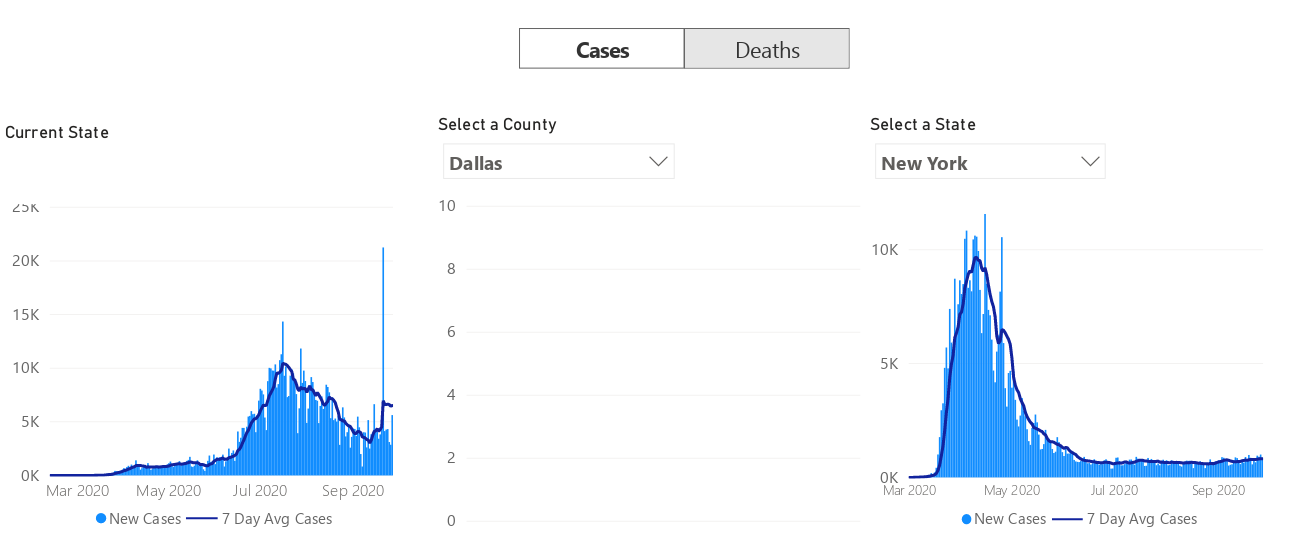 Cases
Deaths
Current State
25K
20K
15K
10K
5K
0K
Mar 2020 May 2020 Jul 2020 Sep 2020
New Cases 7 Day Avg Cases
Select a County
Dallas
10
8
6
4
2
0
Select a State
New York
10K
5K
0K
Mar 2020 May 2020 Jul 2020 Sep 2020
New Cases 7 Day Avg Cases